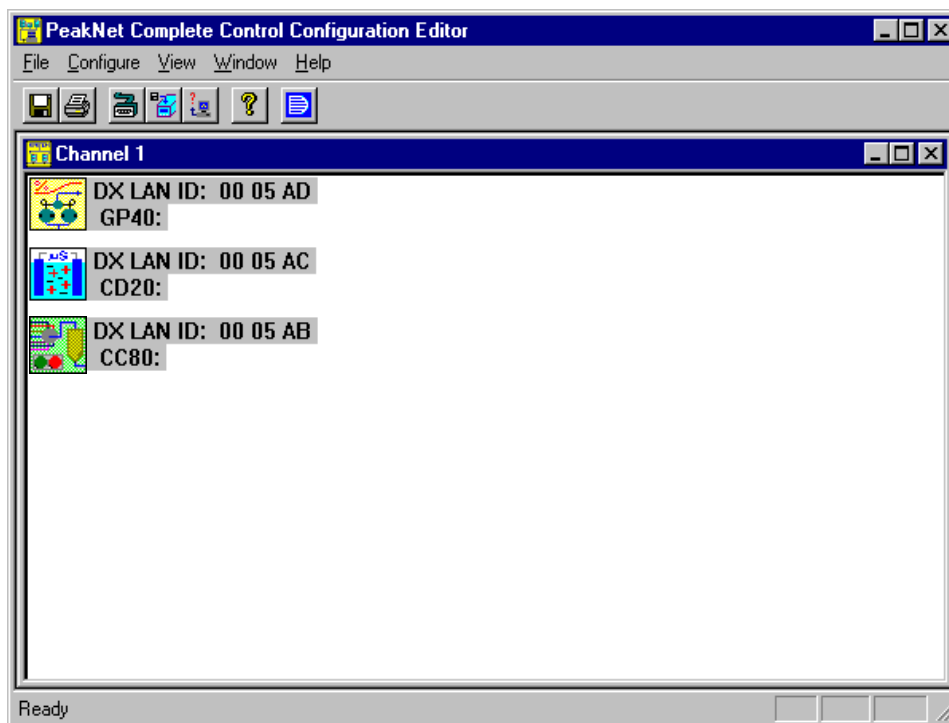 PeakNet Complete Control Configuration Editor
File Configure View Window Help
Channel 1
DX LAN ID: 00 05 AD
GP40:
µS
DX LAN ID: 00 05 AC
CD20:
DX LAN ID: 00 05 AB
CC80:
Ready